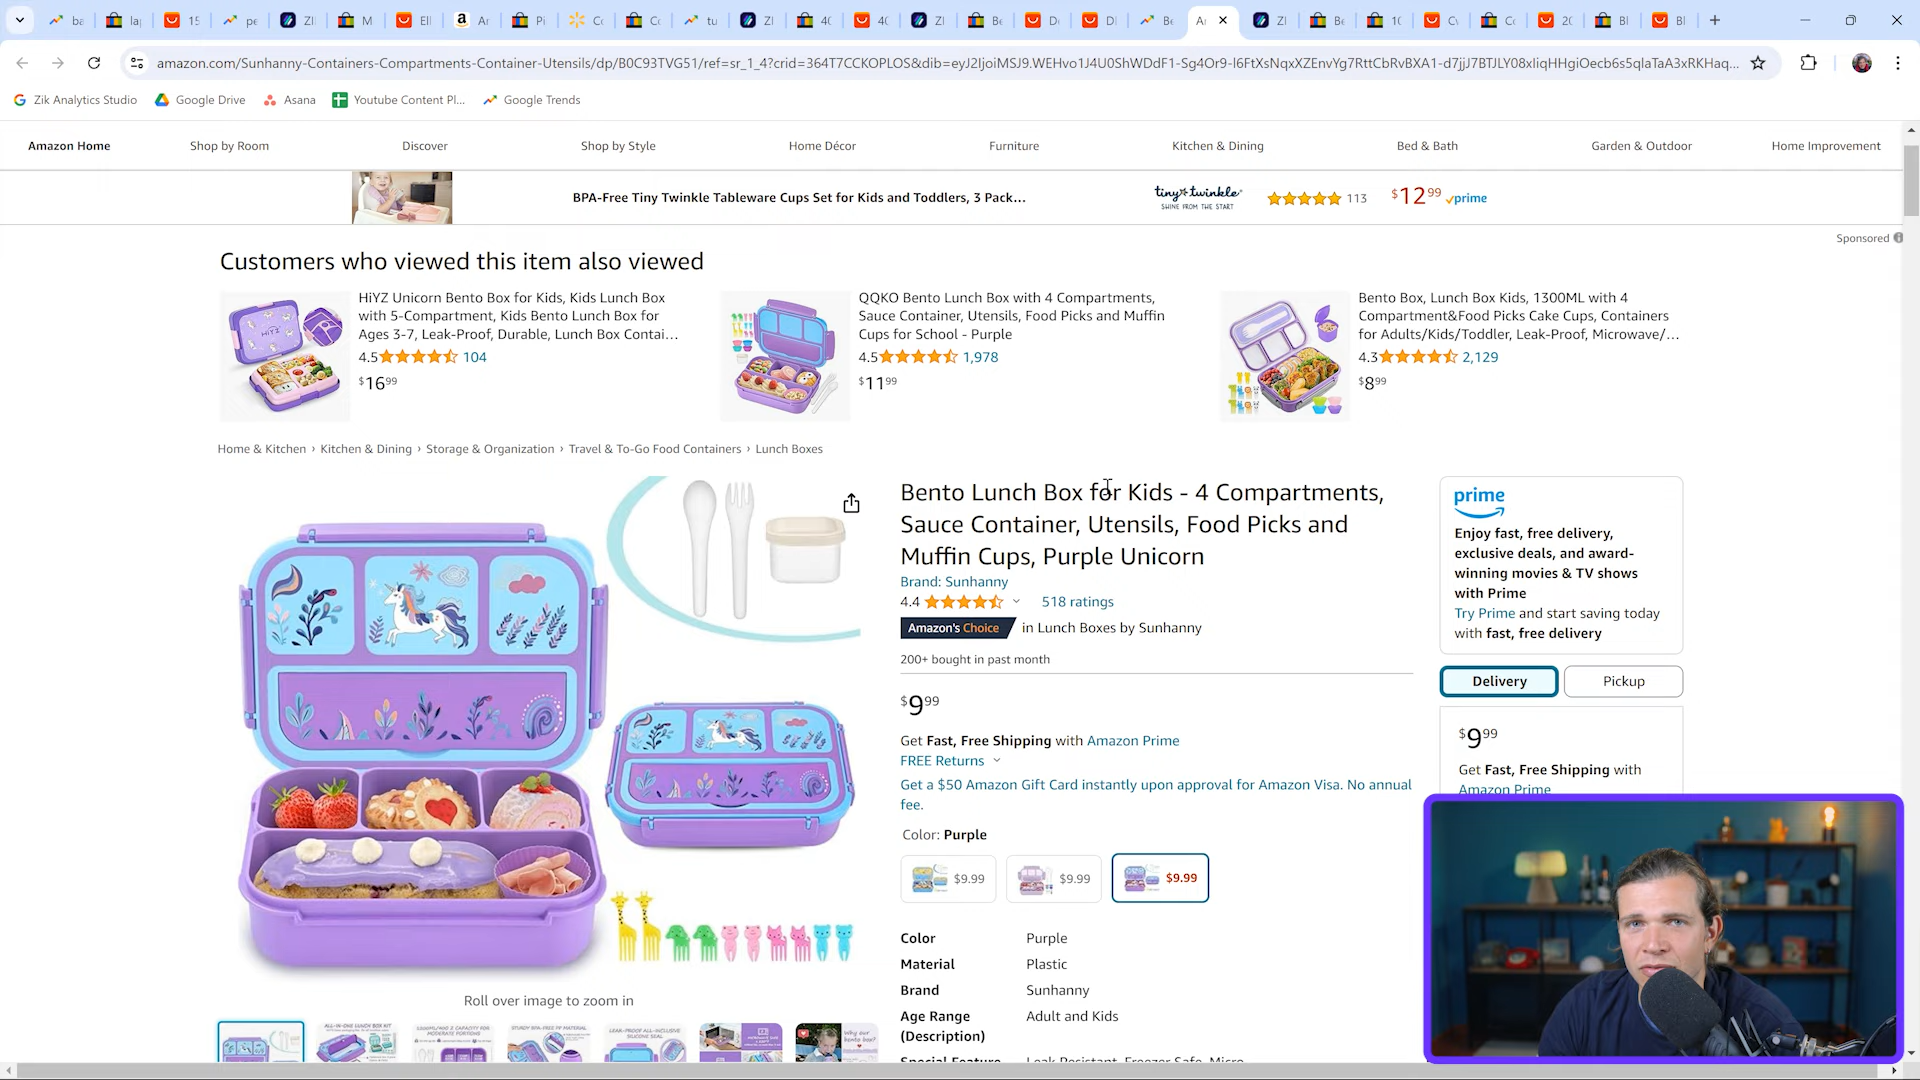 amazon.com/Sunhanny-Containers-Compartments-Container-Utensils/dp/B0C93TVG51/ref=sr_1_4?crid=364T7CCKOPLOS&dib=eyJ2IjoiMSJ9.WEHvo1J4U0ShWDdF1-Sg4Or9-I6FtXsNqxXZEnvYg7RttCbRvBXA1-d7jjJ7BTJLY08xIiqHHgiOecb6s5qlaTaA3xRKHaq...
Zik Analytics Studio
Google Drive
Asana
Youtube Content Pl...
Google Trends
Amazon Home
Shop by Room
Discover
Shop by Style
Home Décor
Furniture
Kitchen & Dining
Bed & Bath
Garden & Outdoor
Home Improvement
BPA-Free Tiny Twinkle Tableware Cups Set for Kids and Toddlers, 3 Pack...
tiny twinkle
SHINE FROM THE START
113
$12.99 prime
Sponsored
Customers who viewed this item also viewed
HiYZ Unicorn Bento Box for Kids, Kids Lunch Box
with 5-Compartment, Kids Bento Lunch Box for
Ages 3-7, Leak-Proof, Durable, Lunch Box Contai...
4.5 104
$16.99
QQKO Bento Lunch Box with 4 Compartments,
Sauce Container, Utensils, Food Picks and Muffin
Cups for School - Purple
4.5 1,978
$11.99
Bento Box, Lunch Box Kids, 1300ML with 4
Compartment&Food Picks Cake Cups, Containers
for Adults/Kids/Toddler, Leak-Proof, Microwave/...
4.3 2,129
$8.99
Home & Kitchen › Kitchen & Dining › Storage & Organization › Travel & To-Go Food Containers › Lunch Boxes
Bento Lunch Box for Kids - 4 Compartments,
Sauce Container, Utensils, Food Picks and
Muffin Cups, Purple Unicorn
Brand: Sunhanny
4.4 518 ratings
Amazon's Choice in Lunch Boxes by Sunhanny
200+ bought in past month
$9.99
Get Fast, Free Shipping with Amazon Prime
FREE Returns
Get a $50 Amazon Gift Card instantly upon approval for Amazon Visa. No annual
fee.
Color: Purple
$9.99
$9.99
$9.99
Color Purple
Material Plastic
Brand Sunhanny
Age Range Adult and Kids
(Description)
Special Feature Leak Resistant, Freezer Safe, Micro
Roll over image to zoom in
prime
Enjoy fast, free delivery,
exclusive deals, and award-
winning movies & TV shows
with Prime
Try Prime and start saving today
with fast, free delivery
Delivery
Pickup
$9.99
Get Fast, Free Shipping with
Amazon Prime